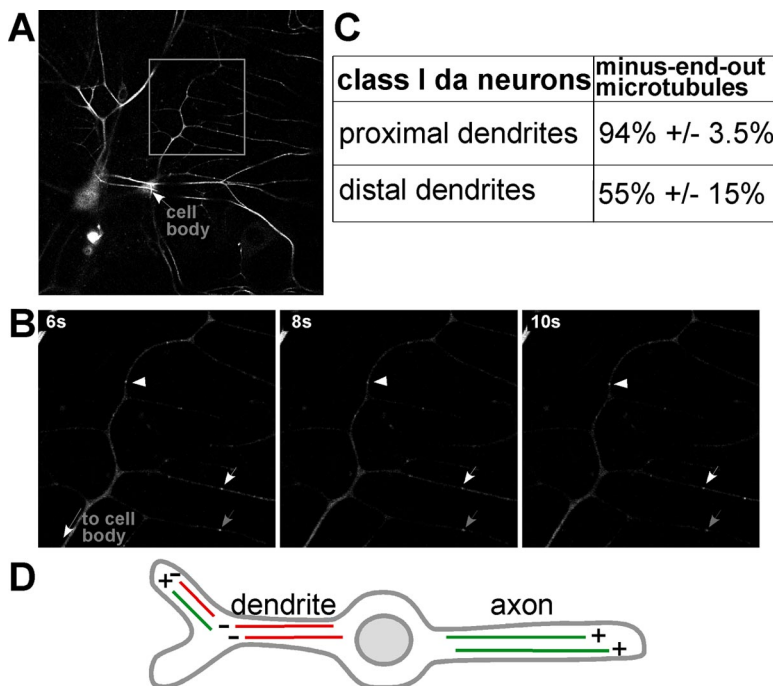 A
cell
body
C
class I da neurons
minus-end-out
microtubules
proximal dendrites
94% +/- 3.5%
distal dendrites
55% +/- 15%
B
6s
8s
10s
to cell
body
D
+
-
dendrite
-
-
axon
+
+